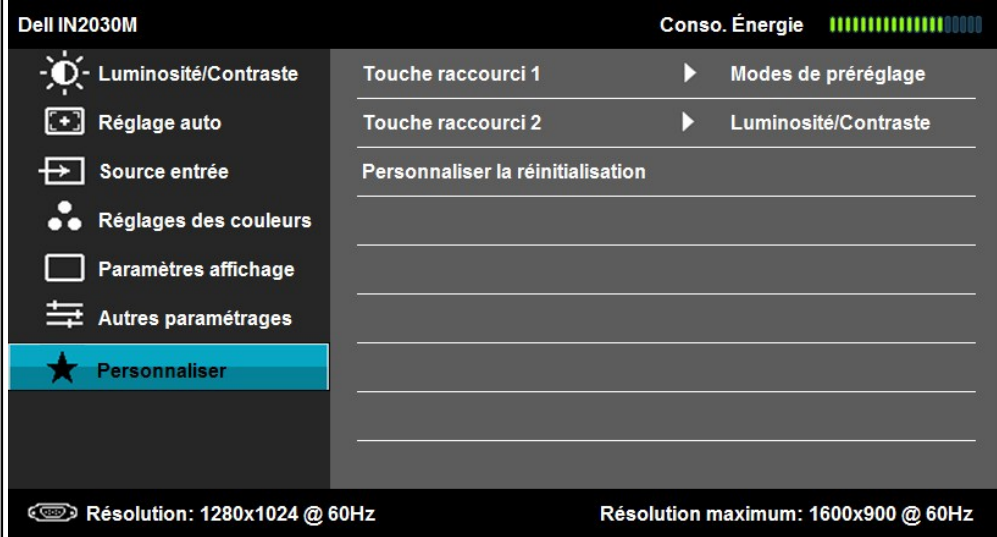 Dell IN2030M Conso. Énergie
Luminosité/Contraste Touche raccourci 1 Modes de préréglage
Réglage auto Touche raccourci 2 Luminosité/Contraste
Source entrée Personnaliser la réinitialisation
Réglages des couleurs
Paramètres affichage
Autres paramétrages
Personnaliser
Résolution: 1280x1024 @ 60Hz Résolution maximum: 1600x900 @ 60Hz